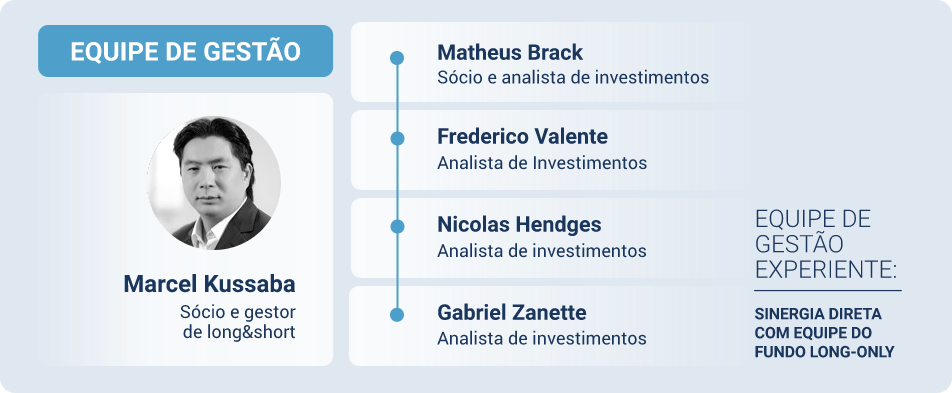 EQUIPE DE GESTÃO
Marcel Kussaba
Sócio e gestor
de long&short
Matheus Brack
Sócio e analista de investimentos
Frederico Valente
Analista de Investimentos
Nicolas Hendges
Analista de investimentos
Gabriel Zanette
Analista de investimentos
EQUIPE DE
GESTÃO
EXPERIENTE:
SINERGIA DIRETA
COM EQUIPE DO
FUNDO LONG-ONLY